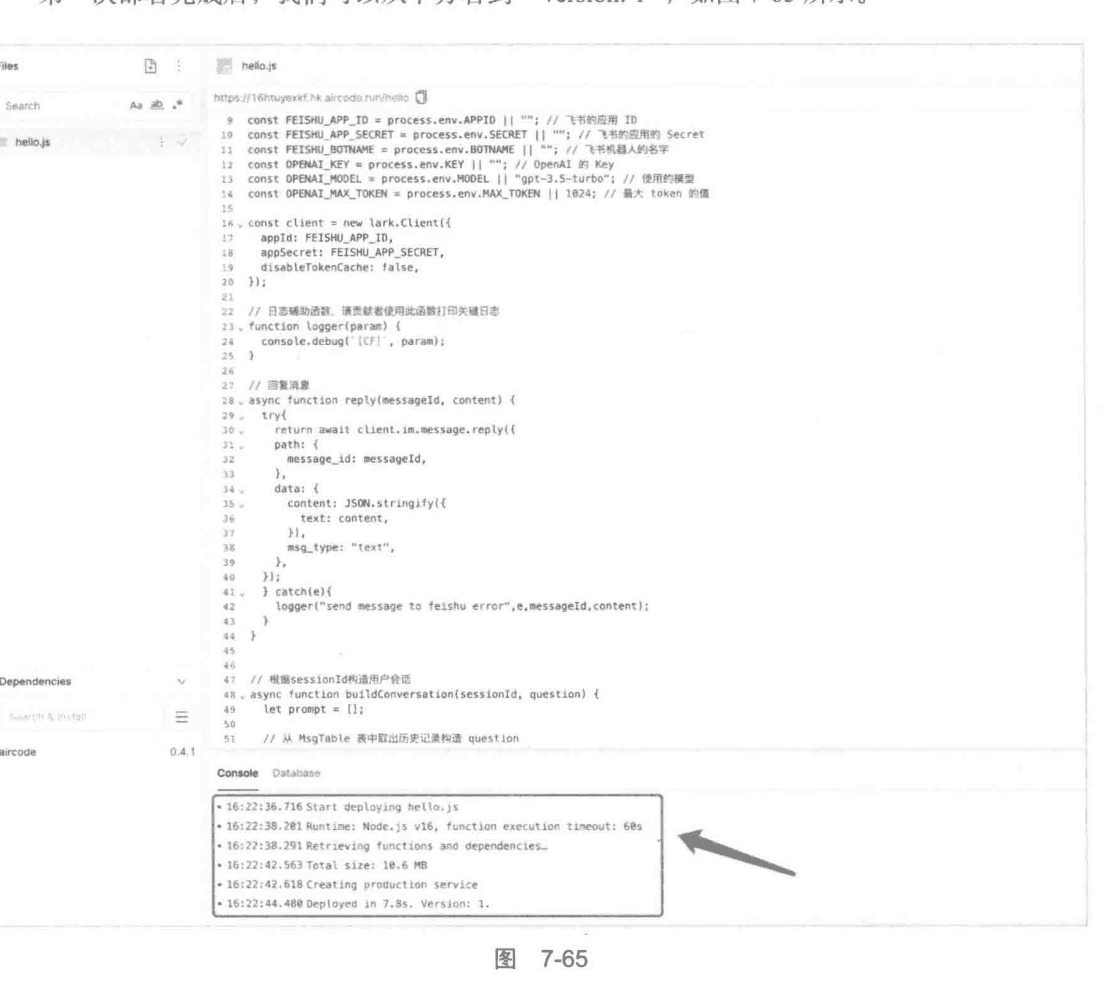 Files
Search
Aa ab .*
hello.js
Dependencies
Search & Install
aircode 0.4.1
hello.js
https://16htuyexkf.hk.aircode.run/hello
9 const FEISHU_APP_ID = process.env.APPID || ""; // 飞书的应用 ID
10 const FEISHU_APP_SECRET = process.env.SECRET || ""; // 飞书的应用的 Secret
11 const FEISHU_BOTNAME = process.env.BOTNAME || ""; // 飞书机器人的名字
12 const OPENAI_KEY = process.env.KEY || ""; // OpenAI 的 Key
13 const OPENAI_MODEL = process.env.MODEL || "gpt-3.5-turbo"; // 使用的模型
14 const OPENAI_MAX_TOKEN = process.env.MAX_TOKEN || 1024; // 最大 token 的值
15
16 const client = new lark.Client({
17 appId: FEISHU_APP_ID,
18 appSecret: FEISHU_APP_SECRET,
19 disableTokenCache: false,
20 });
21
22 // 日志辅助函数，请贡献者使用此函数打印关键日志
23 function logger(param) {
24 console.debug(`[CF]`, param);
25 }
26
27 // 回复消息
28 async function reply(messageId, content) {
29 try{
30 return await client.im.message.reply({
31 path: {
32 message_id: messageId,
33 },
34 data: {
35 content: JSON.stringify({
36 text: content,
37 }),
38 msg_type: "text",
39 },
40 });
41 } catch(e){
42 logger("send message to feishu error",e,messageId,content);
43 }
44 }
45
46
47 // 根据sessionId构造用户会话
48 async function buildConversation(sessionId, question) {
49 let prompt = [];
50
51 // 从 MsgTable 表中取出历史记录构造 question
Console Database
• 16:22:36.716 Start deploying hello.js
• 16:22:38.201 Runtime: Node.js v16, function execution timeout: 60s
• 16:22:38.291 Retrieving functions and dependencies…
• 16:22:42.563 Total size: 10.6 MB
• 16:22:42.618 Creating production service
• 16:22:44.480 Deployed in 7.8s. Version: 1.
图 7-65